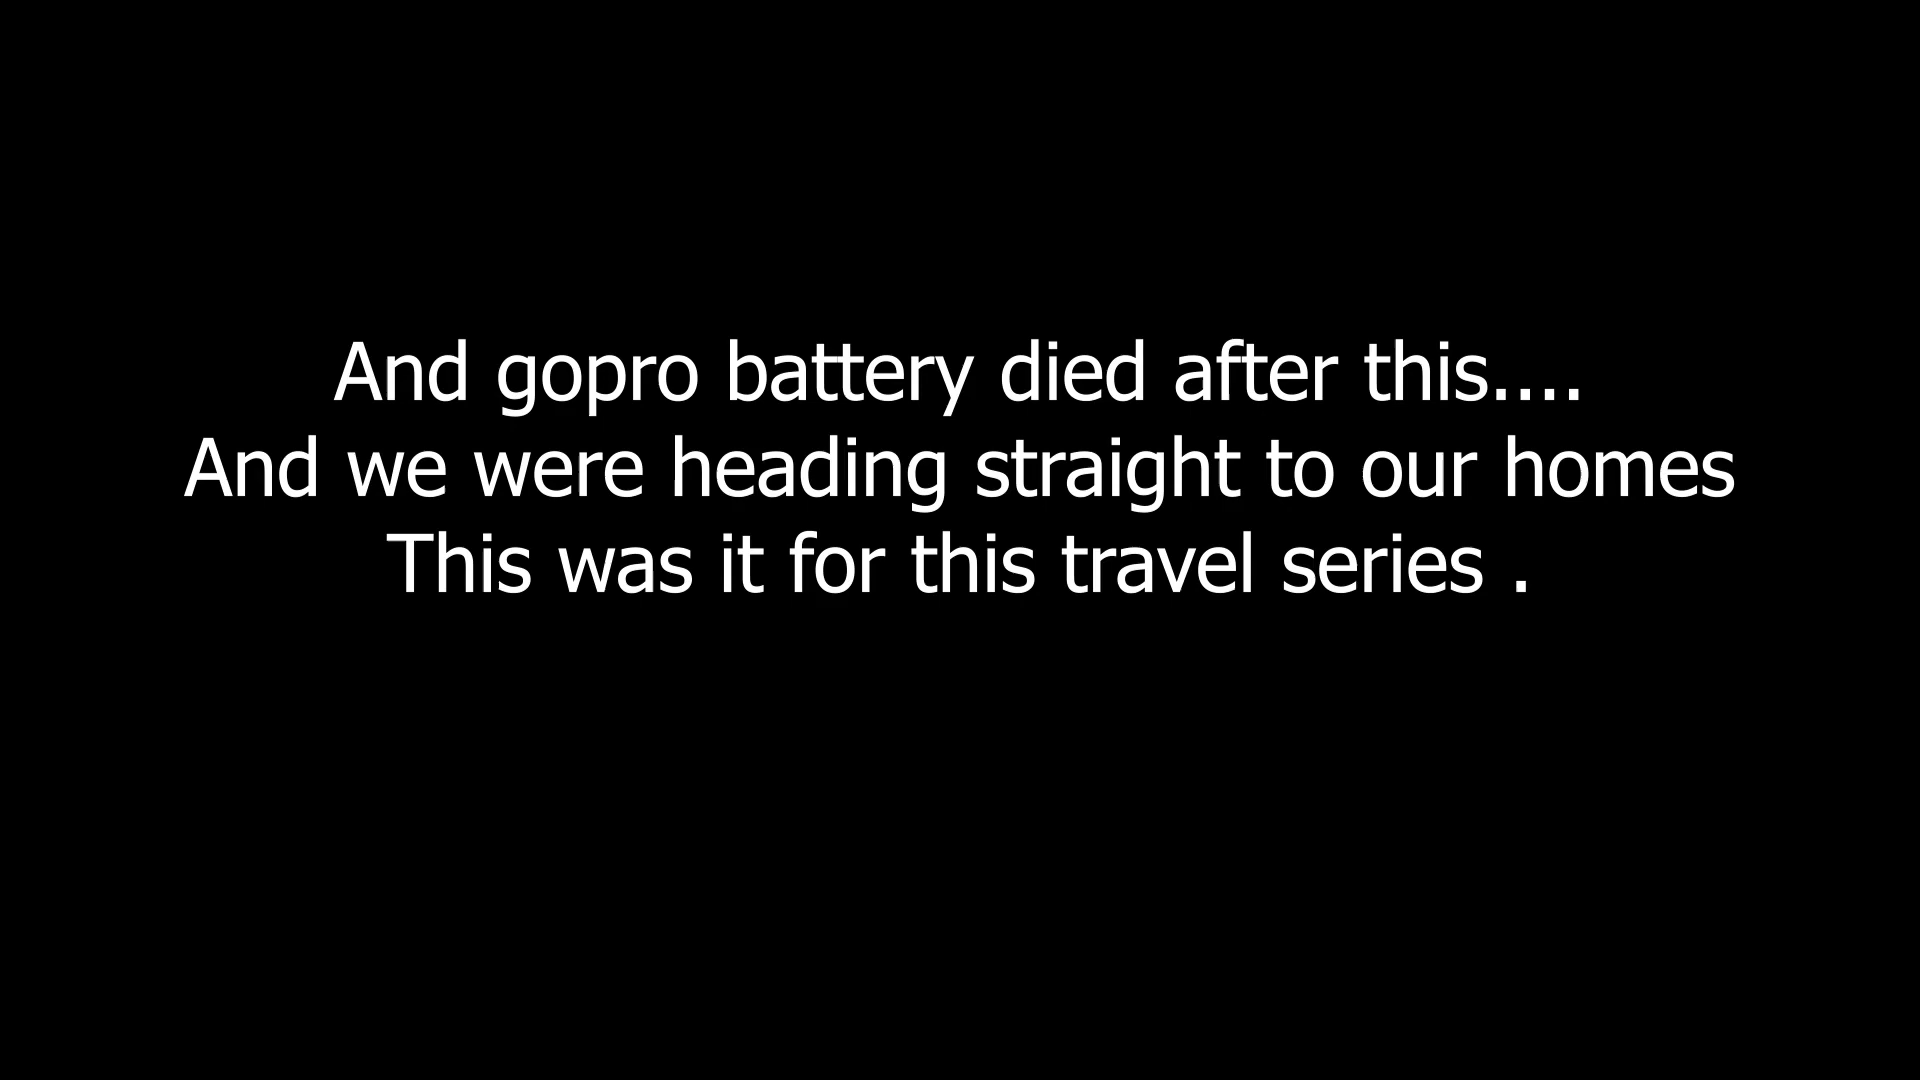 And gopro battery died after this....
And we were heading straight to our homes
This was it for this travel series .